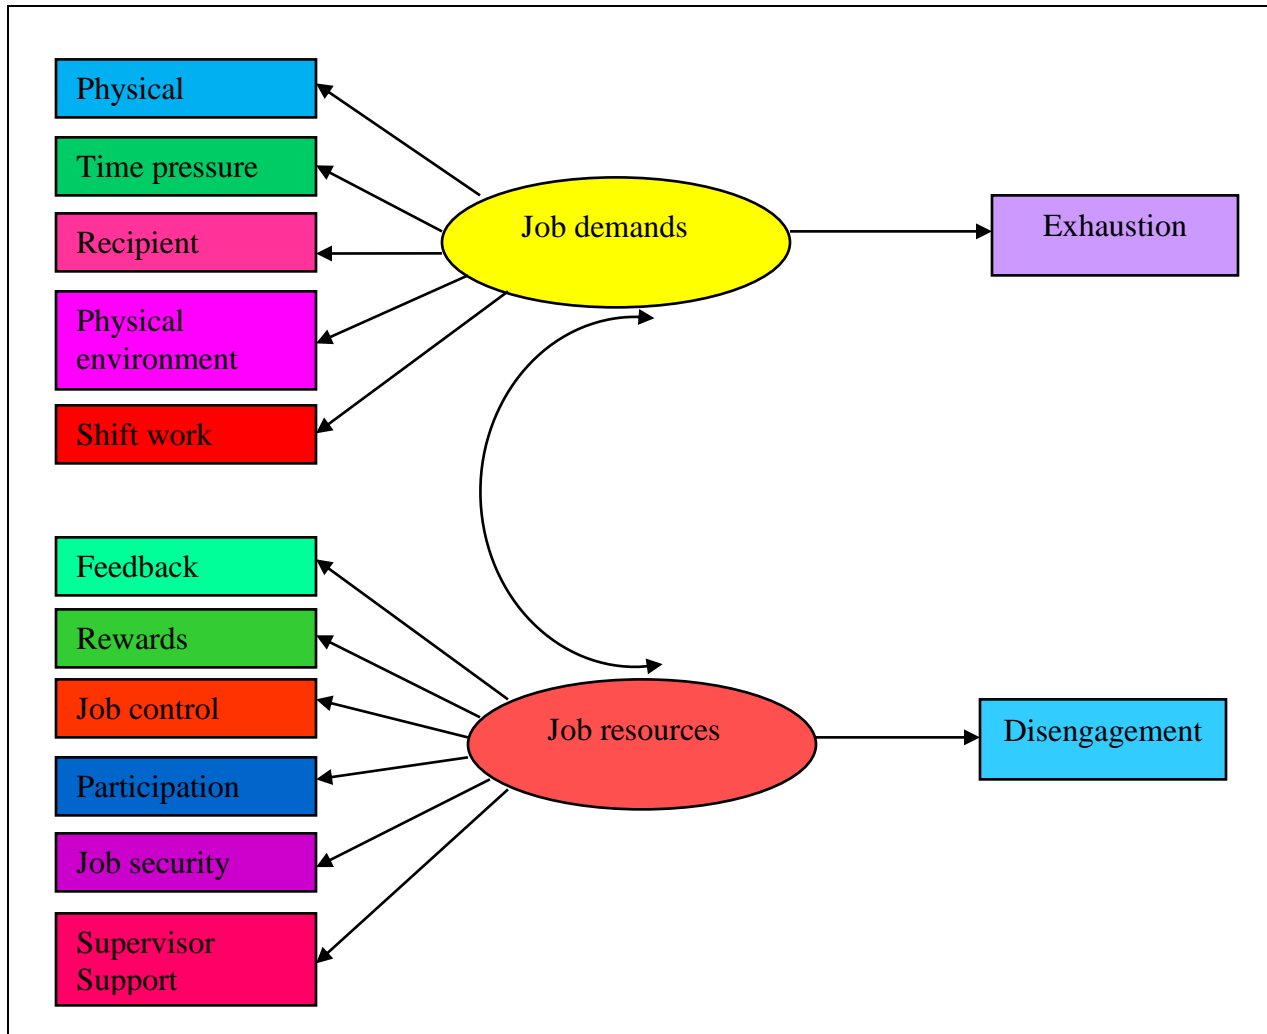 Physical
Time pressure
Recipient
Physical
environment
Shift work
Job demands
Exhaustion
Feedback
Rewards
Job control
Participation
Job security
Supervisor
Support
Job resources
Disengagement